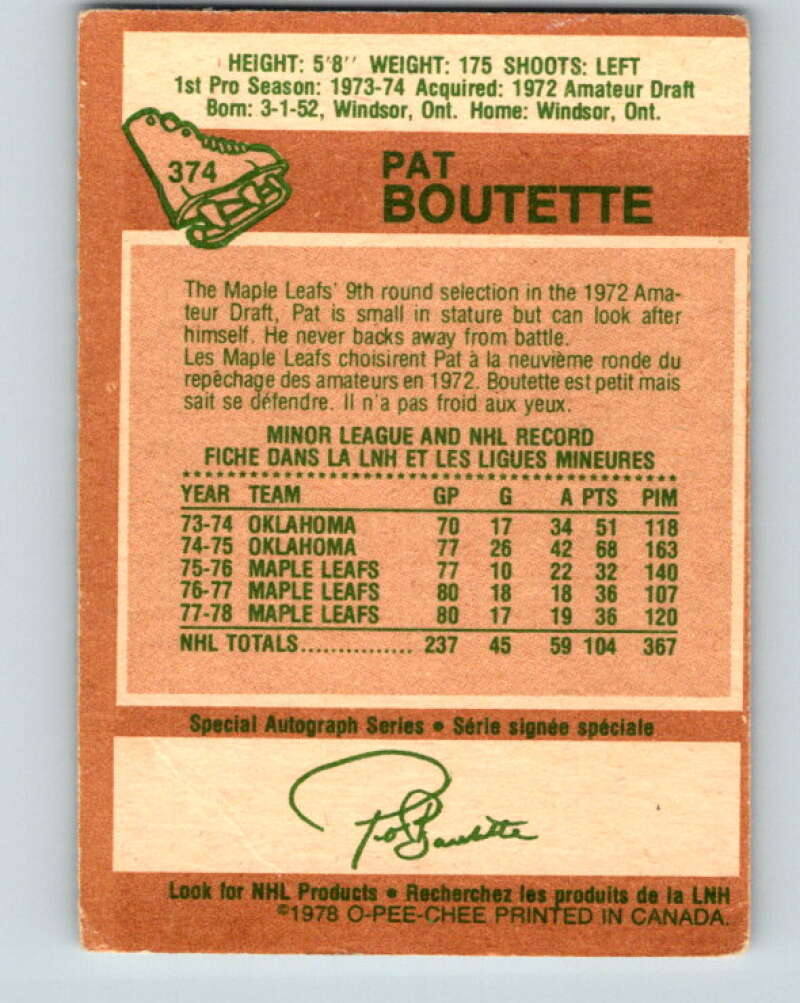 HEIGHT: 5'8'' WEIGHT: 175 SHOOTS: LEFT
1st Pro Season: 1973-74 Acquired: 1972 Amateur Draft
Born: 3-1-52, Windsor, Ont. Home: Windsor, Ont.
374
PAT
BOUTETTE
The Maple Leafs' 9th round selection in the 1972 Ama-
teur Draft, Pat is small in stature but can look after
himself. He never backs away from battle.
Les Maple Leafs choisirent Pat à la neuvième ronde du
repêchage des amateurs en 1972. Boutette est petit mais
sait se défendre. Il n'a pas froid aux yeux.
MINOR LEAGUE AND NHL RECORD
FICHE DANS LA LNH ET LES LIGUES MINEURES
YEAR TEAM GP G A PTS PIM
73-74 OKLAHOMA 70 17 34 51 118
74-75 OKLAHOMA 77 26 42 68 163
75-76 MAPLE LEAFS 77 10 22 32 140
76-77 MAPLE LEAFS 80 18 18 36 107
77-78 MAPLE LEAFS 80 17 19 36 120
NHL TOTALS............... 237 45 59 104 367
Special Autograph Series • Série signée spéciale
Pat Boutette
Look for NHL Products • Recherchez les produits de la LNH
©1978 O-PEE-CHEE PRINTED IN CANADA.